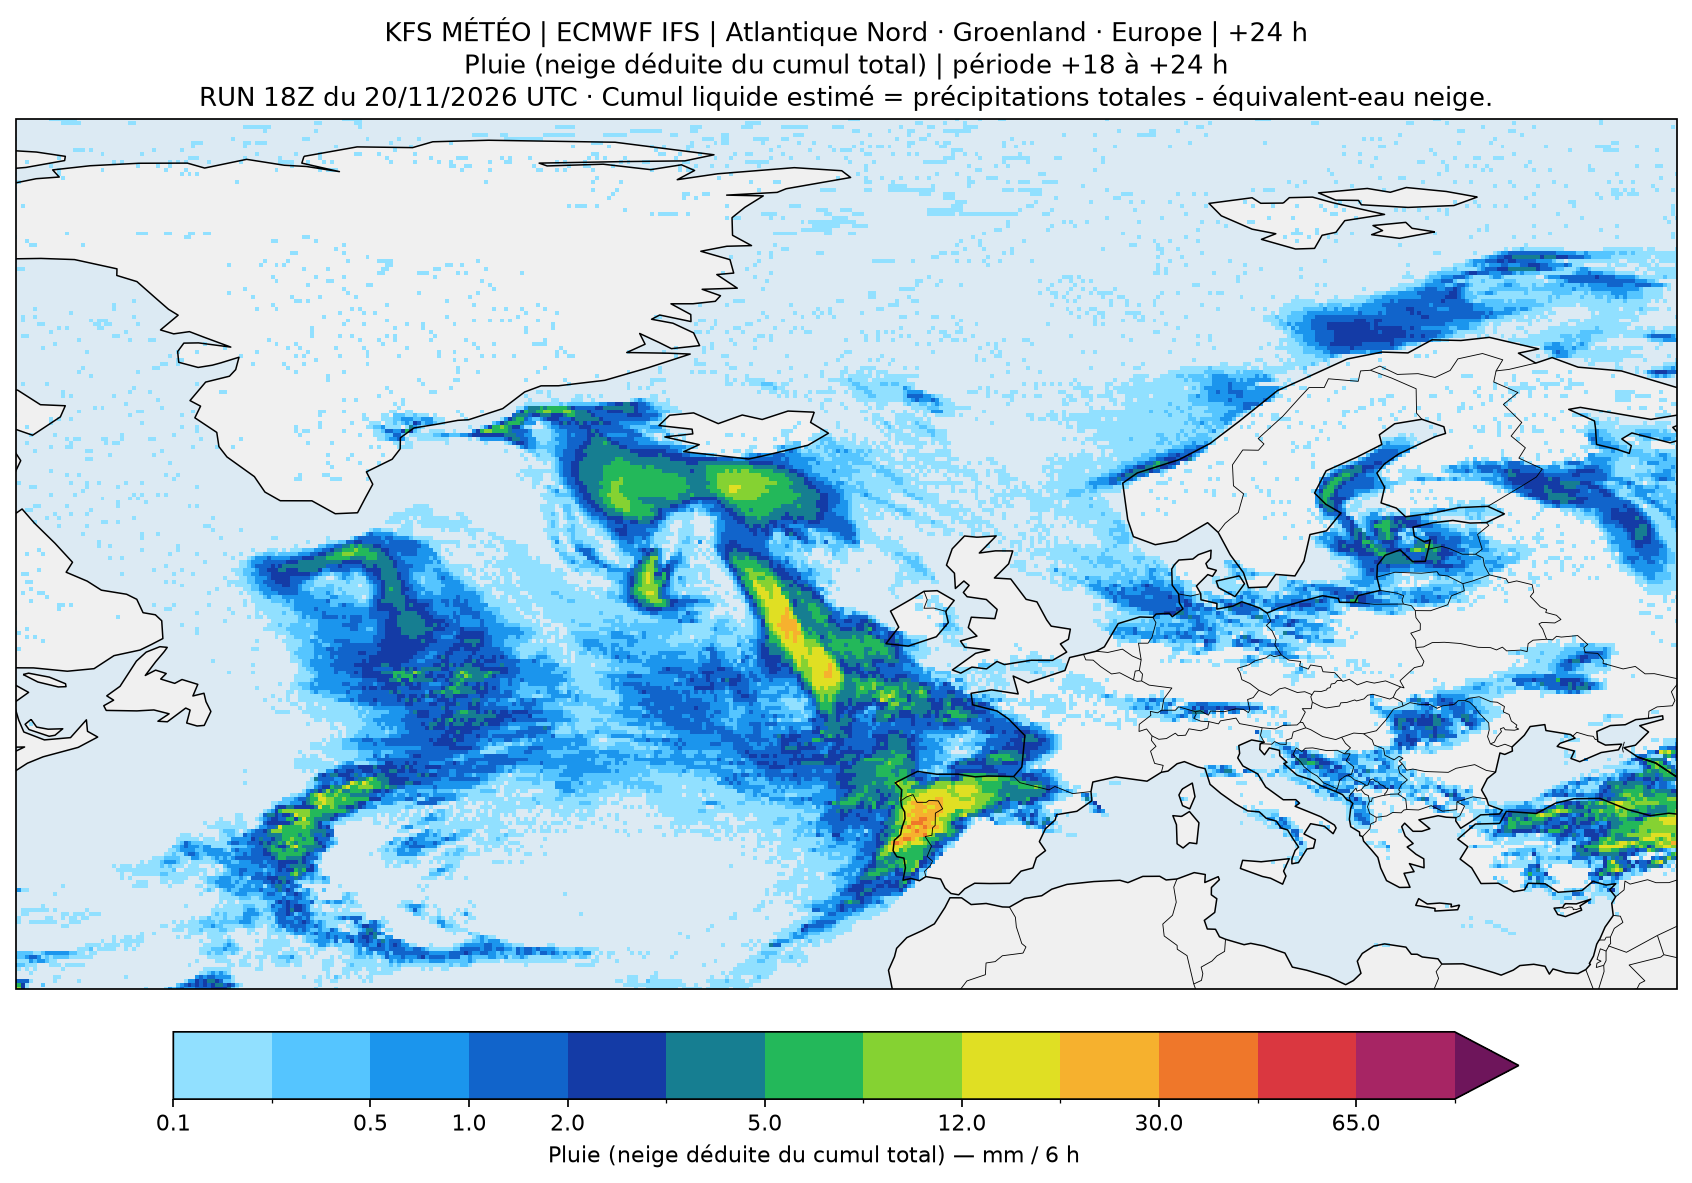 KFS MÉTÉO | ECMWF IFS | Atlantique Nord · Groenland · Europe | +24 h
Pluie (neige déduite du cumul total) | période +18 à +24 h
RUN 18Z du 20/11/2026 UTC · Cumul liquide estimé = précipitations totales - équivalent-eau neige.
0.1 0.5 1.0 2.0 5.0 12.0 30.0 65.0
Pluie (neige déduite du cumul total) — mm / 6 h